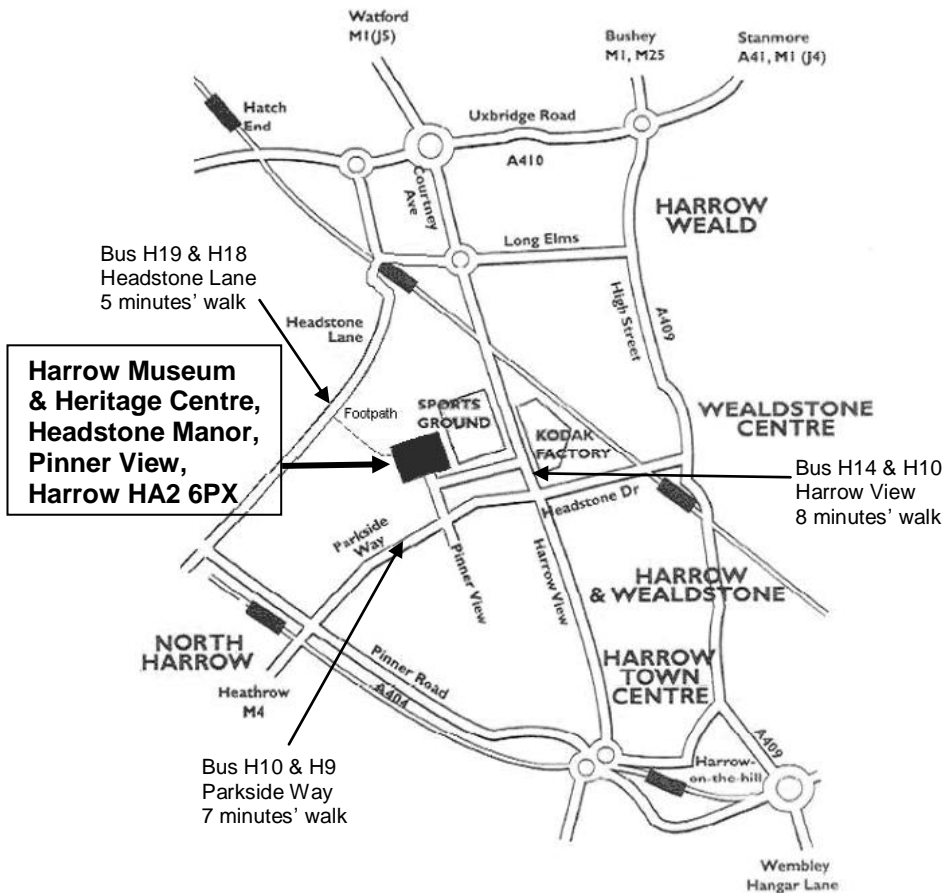 Watford
M1(J5)
Bushey
M1, M25
Stanmore
A41, M1 (J4)
Hatch
End
Uxbridge Road
A410
Courtney
Ave
HARROW
WEALD
Long Elms
Bus H19 & H18
Headstone Lane
5 minutes' walk
High Street
A409
Headstone
Lane
Harrow Museum
& Heritage Centre,
Headstone Manor,
Pinner View,
Harrow HA2 6PX
Footpath
SPORTS
GROUND
KODAK
FACTORY
WEALDSTONE
CENTRE
Bus H14 & H10
Harrow View
8 minutes' walk
Headstone Dr
Parkside
Way
Pinner View
Harrow View
HARROW
& WEALDSTONE
NORTH
HARROW
Heathrow
M4
Pinner Road
A404
HARROW
TOWN
CENTRE
A409
Harrow-
on-the-hill
Bus H10 & H9
Parkside Way
7 minutes' walk
Wembley
Hangar Lane